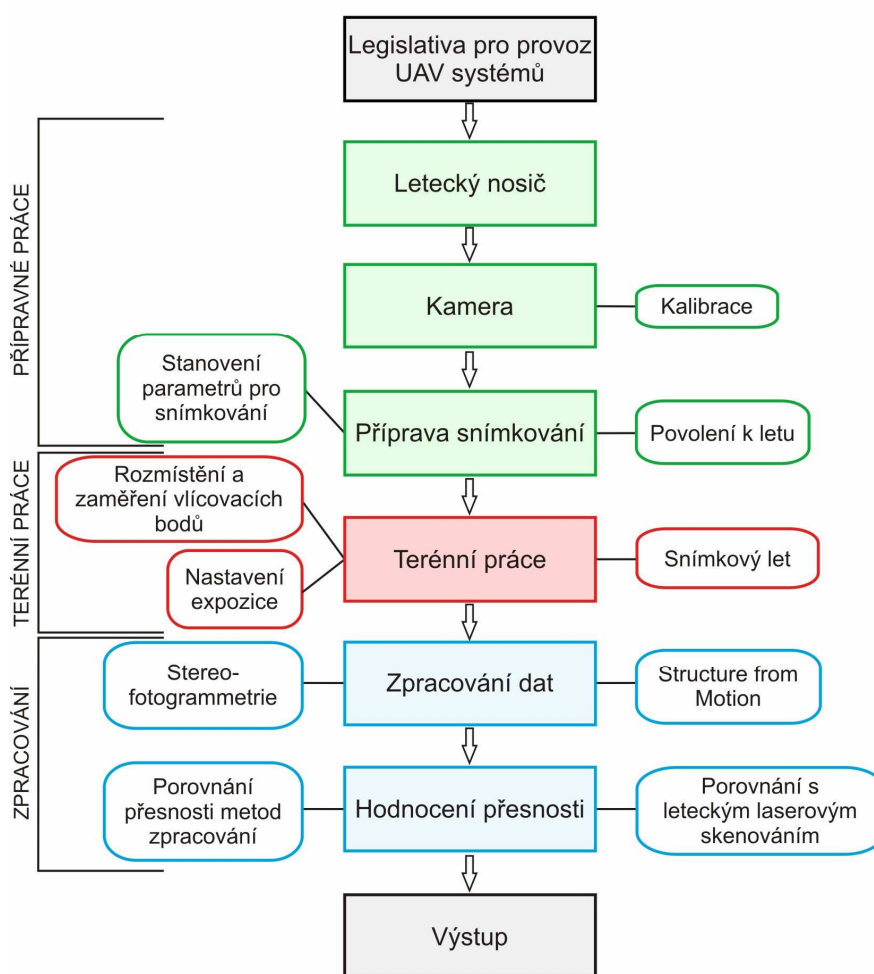 Legislativa pro provoz
UAV systémů
PŘÍPRAVNÉ PRÁCE
Letecký nosič
Kamera
Kalibrace
Stanovení
parametrů pro
snímkování
Příprava snímkování
Povolení k letu
TERÉNNÍ PRÁCE
Rozmístění a
zaměření vlícovacích
bodů
Nastavení
expozice
Terénní práce
Snímkový let
ZPRACOVÁNÍ
Stereo-
fotogrammetrie
Zpracování dat
Structure from
Motion
Porovnání
přesnosti metod
zpracování
Hodnocení přesnosti
Porovnání s
leteckým laserovým
skenováním
Výstup